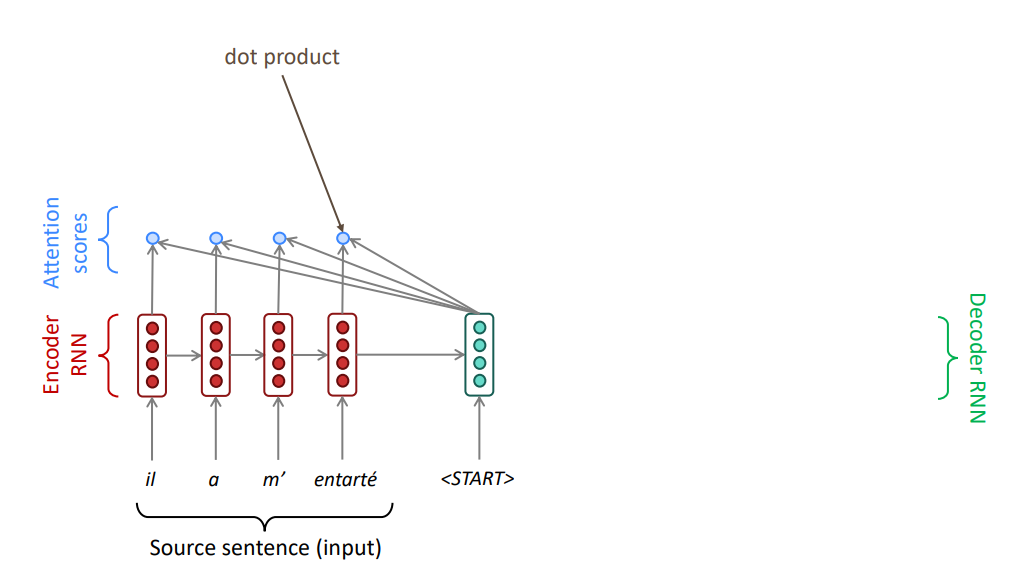 dot product
Attention
scores
Encoder
RNN
Decoder RNN
il a m’ entarté <START>
Source sentence (input)